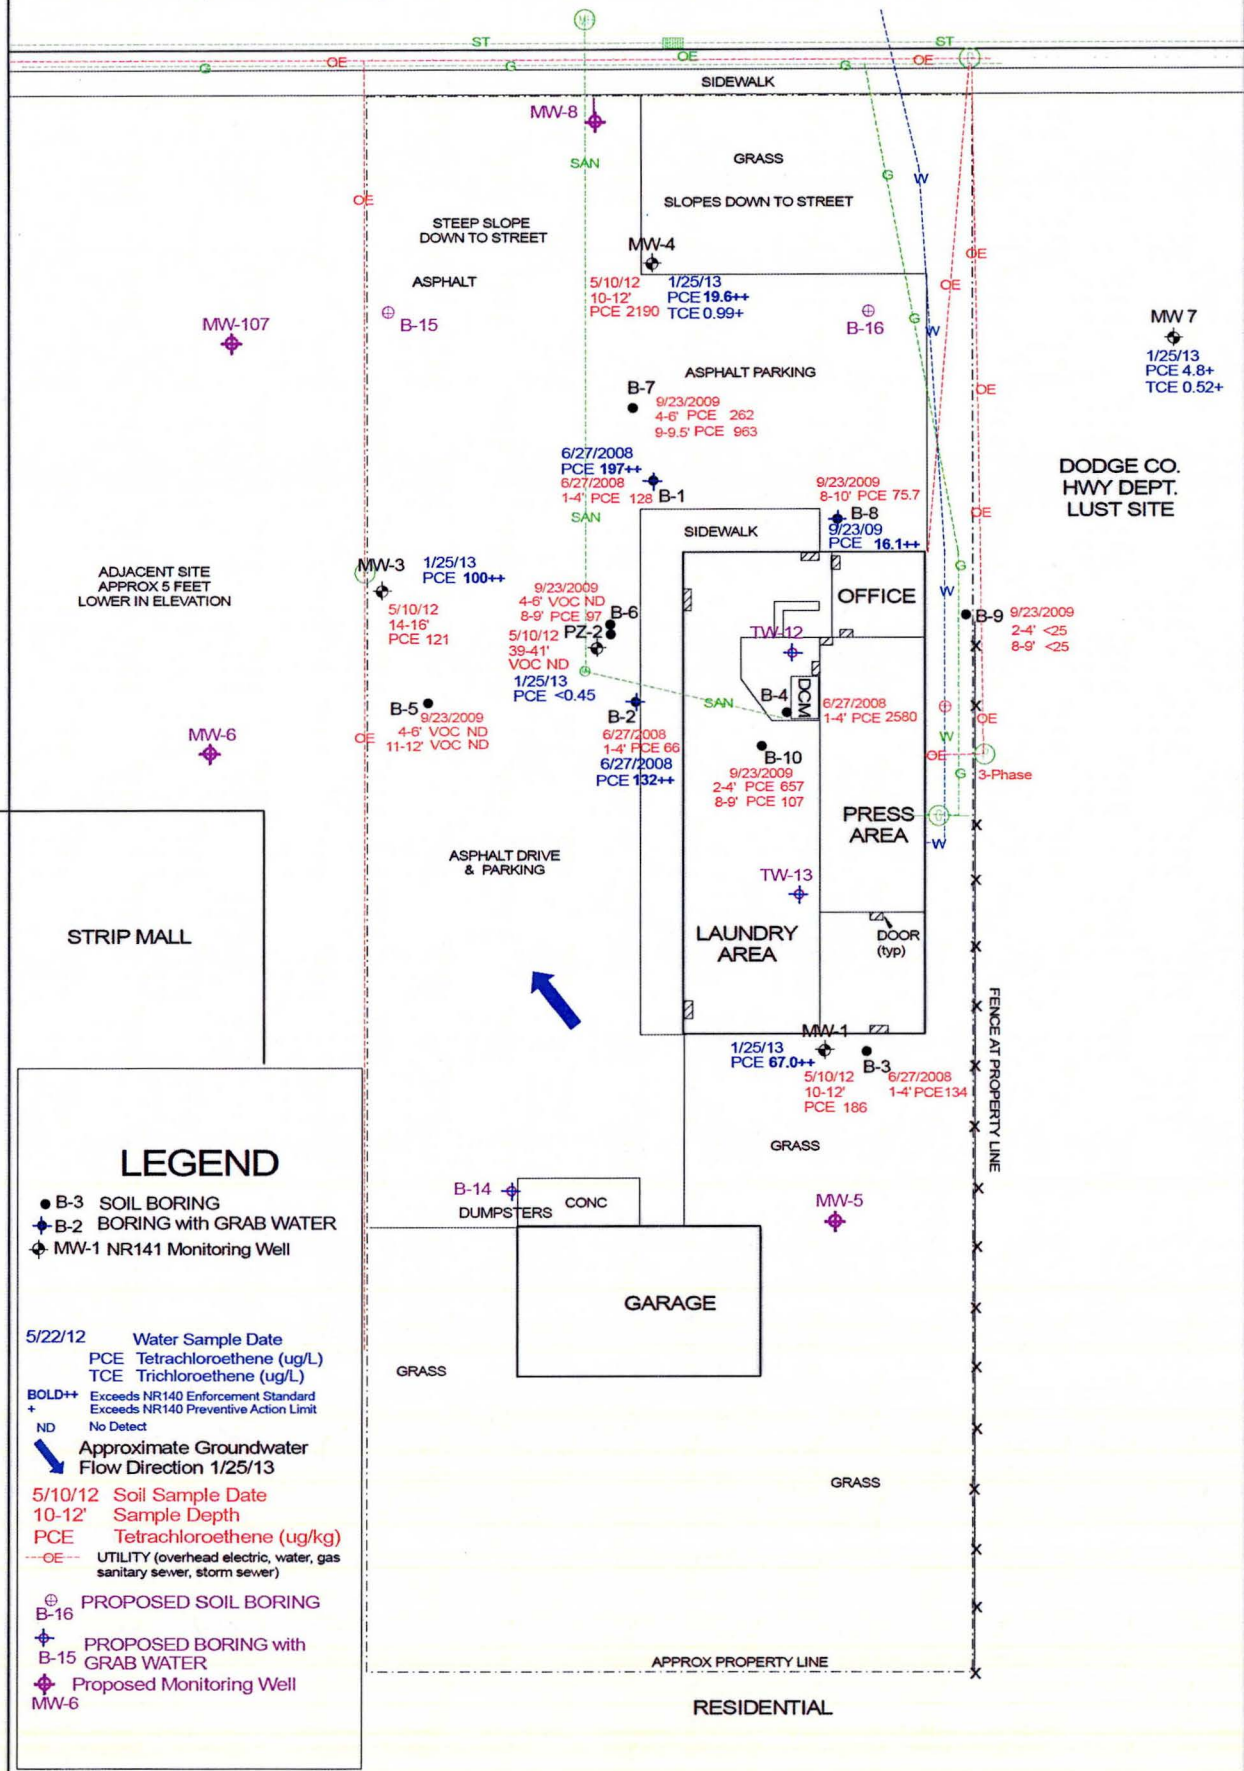 ST
ST
OE
OE
OE
G
G
G
SIDEWALK
MW-8
SAN
GRASS
G
W
OE
SLOPES DOWN TO STREET
STEEP SLOPE
DOWN TO STREET
MW-4
OE
ASPHALT
5/10/12
10-12'
PCE 2190
1/25/13
PCE 19.6++
TCE 0.99+
OE
B-15
B-16
G
W
MW-107
MW 7
1/25/13
PCE 4.8+
TCE 0.52+
ASPHALT PARKING
B-7
9/23/2009
4-6' PCE 262
9-9.5' PCE 963
OE
6/27/2008
PCE 197++
6/27/2008
1-4' PCE 128
B-1
DODGE CO.
HWY DEPT.
LUST SITE
9/23/2009
8-10' PCE 75.7
B-8
9/23/09
PCE 16.1++
OE
SAN
SIDEWALK
MW-3
1/25/13
PCE 100++
5/10/12
14-16'
PCE 121
ADJACENT SITE
APPROX 5 FEET
LOWER IN ELEVATION
9/23/2009
4-6' VOC ND
8-9' PCE 97
B-6
PZ-2
5/10/12
39-41'
VOC ND
1/25/13
PCE <0.45
OFFICE
G
W
B-9
9/23/2009
2-4' <25
8-9' <25
TW-12
DCM
B-4
6/27/2008
1-4' PCE 2580
SAN
B-5
9/23/2009
4-6' VOC ND
11-12' VOC ND
B-2
6/27/2008
1-4' PCE 66
6/27/2008
PCE 132++
MW-6
OE
OE
W
OE
B-10
9/23/2009
2-4' PCE 657
8-9' PCE 107
G
3-Phase
PRESS
AREA
W
ASPHALT DRIVE
& PARKING
TW-13
STRIP MALL
LAUNDRY
AREA
DOOR
(typ)
FENCE AT PROPERTY LINE
MW-1
1/25/13
PCE 67.0++
5/10/12
10-12'
PCE 186
B-3
6/27/2008
1-4' PCE134
GRASS
B-14
DUMPSTERS
CONC
MW-5
GARAGE
GRASS
GRASS
APPROX PROPERTY LINE
RESIDENTIAL
LEGEND
B-3 SOIL BORING
B-2 BORING with GRAB WATER
MW-1 NR141 Monitoring Well
5/22/12 Water Sample Date
PCE Tetrachloroethene (ug/L)
TCE Trichloroethene (ug/L)
BOLD++ Exceeds NR140 Enforcement Standard
+ Exceeds NR140 Preventive Action Limit
ND No Detect
Approximate Groundwater
Flow Direction 1/25/13
5/10/12 Soil Sample Date
10-12' Sample Depth
PCE Tetrachloroethene (ug/kg)
OE UTILITY (overhead electric, water, gas
sanitary sewer, storm sewer)
B-16 PROPOSED SOIL BORING
B-15 PROPOSED BORING with
GRAB WATER
Proposed Monitoring Well
MW-6